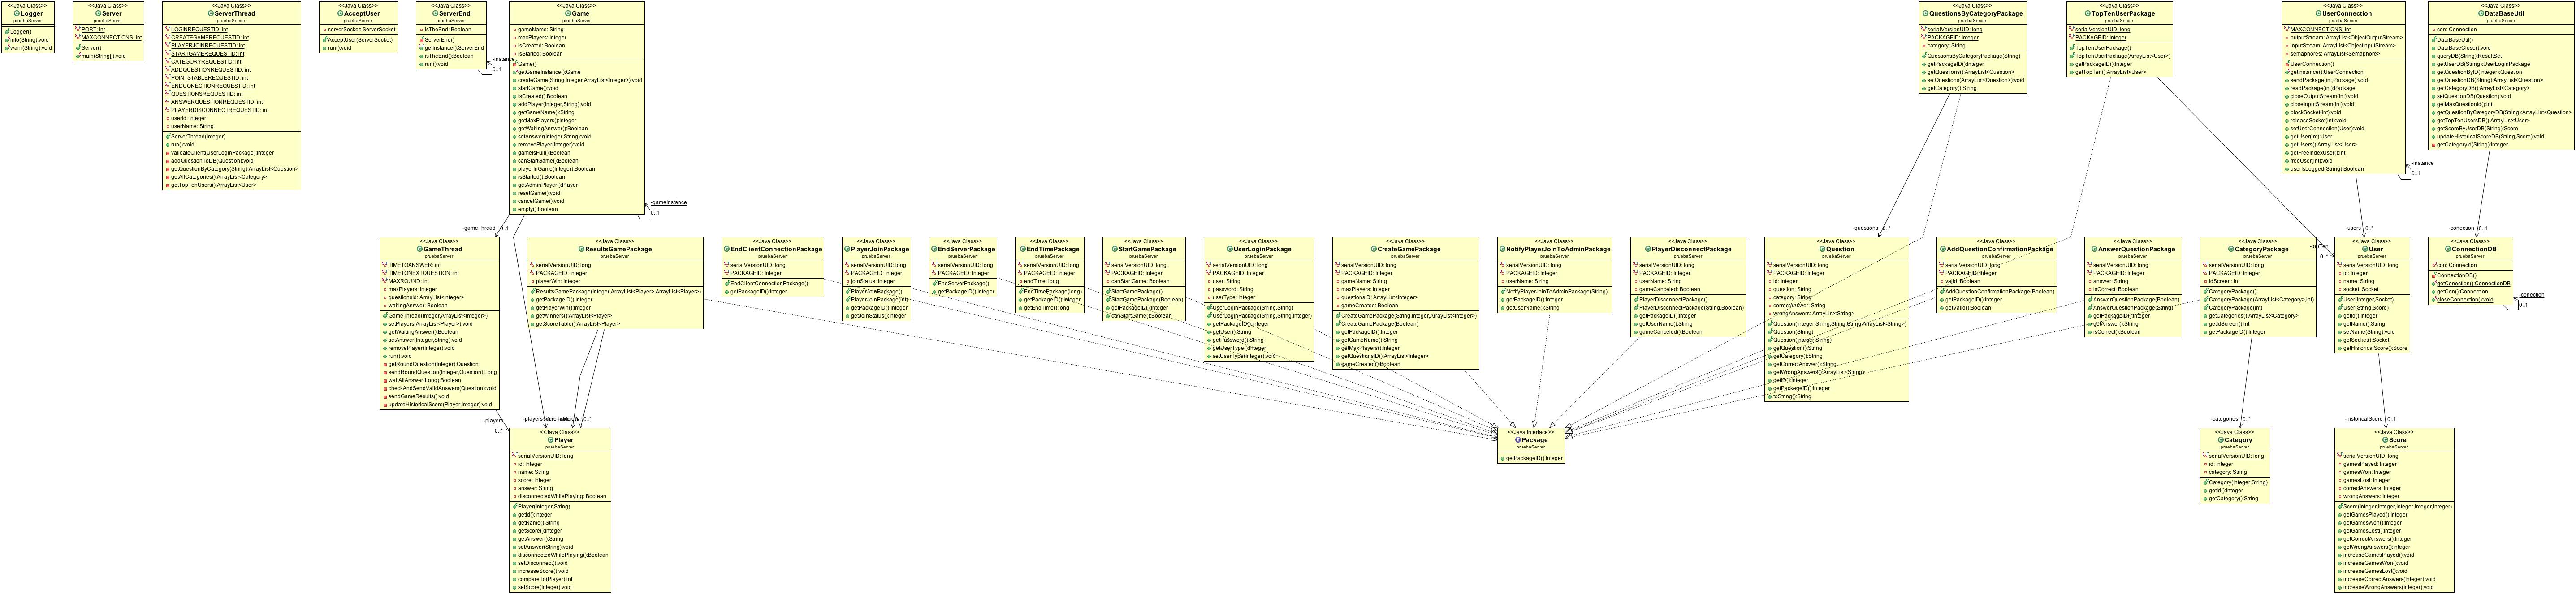 <<Java Class>>
Logger
pruebaServer
Logger()
info(String):void
warn(String):void
<<Java Class>>
Server
pruebaServer
PORT: int
MAXCONNECTIONS: int
Server()
main(String[]):void
<<Java Class>>
ServerThread
pruebaServer
LOGINREQUESTID: int
CREATEGAMEREQUESTID: int
PLAYERJOINREQUESTID: int
STARTGAMEREQUESTID: int
CATEGORYREQUESTID: int
ADDQUESTIONREQUESTID: int
POINTSTABLEREQUESTID: int
ENDCONECTIONREQUESTID: int
QUESTIONSREQUESTID: int
ANSWERQUESTIONREQUESTID: int
PLAYERDISCONNECTREQUESTID: int
userId: Integer
userName: String
ServerThread(Integer)
run():void
validateClient(UserLoginPackage):Integer
addQuestionToDB(Question):void
getQuestionByCategory(String):ArrayList<Question>
getAllCategories():ArrayList<Category>
getTopTenUsers():ArrayList<User>
<<Java Class>>
AcceptUser
pruebaServer
serverSocket: ServerSocket
AcceptUser(ServerSocket)
run():void
<<Java Class>>
ServerEnd
pruebaServer
isTheEnd: Boolean
ServerEnd()
getInstance():ServerEnd
isTheEnd():Boolean
run():void
-instance
0..1
<<Java Class>>
Game
pruebaServer
gameName: String
maxPlayers: Integer
isCreated: Boolean
isStarted: Boolean
Game()
getGameInstance():Game
createGame(String,Integer,ArrayList<Integer>):void
startGame():void
isCreated():Boolean
addPlayer(Integer,String):void
getGameName():String
getMaxPlayers():Integer
getWaitingAnswer():Boolean
setAnswer(Integer,String):void
removePlayer(Integer):void
gameIsFull():Boolean
canStartGame():Boolean
playerInGame(Integer):Boolean
isStarted():Boolean
getAdminPlayer():Player
resetGame():void
cancelGame():void
empty():boolean
-gameInstance
0..1
<<Java Class>>
QuestionsByCategoryPackage
pruebaServer
serialVersionUID: long
PACKAGEID: Integer
category: String
QuestionsByCategoryPackage(String)
getPackageID():Integer
getQuestions():ArrayList<Question>
setQuestions(ArrayList<Question>):void
getCategory():String
<<Java Class>>
TopTenUserPackage
pruebaServer
serialVersionUID: long
PACKAGEID: Integer
TopTenUserPackage()
TopTenUserPackage(ArrayList<User>)
getPackageID():Integer
getTopTen():ArrayList<User>
<<Java Class>>
UserConnection
pruebaServer
MAXCONNECTIONS: int
outputStream: ArrayList<ObjectOutputStream>
inputStream: ArrayList<ObjectInputStream>
semaphores: ArrayList<Semaphore>
UserConnection()
getInstance():UserConnection
sendPackage(int,Package):void
readPackage(int):Package
closeOutputStream(int):void
closeInputStream(int):void
blockSocket(int):void
releaseSocket(int):void
setUserConnection(User):void
getUser(int):User
getUsers():ArrayList<User>
getFreeIndexUser():int
freeUser(int):void
userIsLogged(String):Boolean
-instance
0..1
<<Java Class>>
DataBaseUtil
pruebaServer
con: Connection
DataBaseUtil()
DataBaseClose():void
queryDB(String):ResultSet
getUserDB(String):UserLoginPackage
getQuestionByID(Integer):Question
getQuestionDB(String):ArrayList<Question>
getCategoryDB():ArrayList<Category>
setQuestionDB(Question):void
getMaxQuestionId():int
getQuestionByCategoryDB(String):ArrayList<Question>
getTopTenUsersDB():ArrayList<User>
getScoreByUserDB(String):Score
updateHistoricalScoreDB(String,Score):void
getCategoryId(String):Integer
-gameThread 0..1
-questions 0..*
-topTen
0..*
-users 0..*
-conection 0..1
<<Java Class>>
GameThread
pruebaServer
TIMETOANSWER: int
TIMETONEXTQUESTION: int
MAXROUND: int
maxPlayers: Integer
questionsid: ArrayList<Integer>
waitingAnswer: Boolean
GameThread(Integer,ArrayList<Integer>)
setPlayers(ArrayList<Player>):void
getWaitingAnswer():Boolean
setAnswer(Integer,String):void
removePlayer(Integer):void
run():void
getRoundQuestion(Integer):Question
sendRoundQuestion(Integer,Question):Long
waitAllAnswer(Long):Boolean
checkAndSendValidAnswers(Question):void
sendGameResults():void
updateHistoricalScore(Player,Integer):void
<<Java Class>>
ResultsGamePackage
pruebaServer
serialVersionUID: long
PACKAGEID: Integer
playerWin: Integer
ResultsGamePackage(Integer,ArrayList<Player>,ArrayList<Player>)
getPackageID():Integer
getPlayerWin():Integer
getWinners():ArrayList<Player>
getScoreTable():ArrayList<Player>
<<Java Class>>
EndClientConnectionPackage
pruebaServer
serialVersionUID: long
PACKAGEID: Integer
EndClientConnectionPackage()
getPackageID():Integer
<<Java Class>>
PlayerJoinPackage
pruebaServer
serialVersionUID: long
PACKAGEID: Integer
joinStatus: Integer
PlayerJoinPackage()
PlayerJoinPackage(int)
getPackageID():Integer
getJoinStatus():Integer
<<Java Class>>
EndServerPackage
pruebaServer
serialVersionUID: long
PACKAGEID: Integer
EndServerPackage()
getPackageID():Integer
<<Java Class>>
EndTimePackage
pruebaServer
serialVersionUID: long
PACKAGEID: Integer
endTime: long
EndTimePackage(long)
getPackageID():Integer
getEndTime():long
<<Java Class>>
StartGamePackage
pruebaServer
serialVersionUID: long
PACKAGEID: Integer
canStartGame: Boolean
StartGamePackage()
StartGamePackage(Boolean)
getPackageID():Integer
canStartGame():Boolean
<<Java Class>>
UserLoginPackage
pruebaServer
serialVersionUID: long
PACKAGEID: Integer
user: String
password: String
userType: Integer
UserLoginPackage(String,String)
UserLoginPackage(String,String,Integer)
getPackageID():Integer
getUser():String
getPassword():String
getUserType():Integer
setUserType(Integer):void
<<Java Class>>
CreateGamePackage
pruebaServer
serialVersionUID: long
PACKAGEID: Integer
gameName: String
maxPlayers: Integer
questionsID: ArrayList<Integer>
gameCreated: Boolean
CreateGamePackage(String,Integer,ArrayList<Integer>)
CreateGamePackage(Boolean)
getPackageID():Integer
getGameName():String
getMaxPlayers():Integer
getQuestionsID():ArrayList<Integer>
gameCreated():Boolean
<<Java Class>>
NotifyPlayerJoinToAdminPackage
pruebaServer
serialVersionUID: long
PACKAGEID: Integer
userName: String
NotifyPlayerJoinToAdminPackage(String)
getPackageID():Integer
getUserName():String
<<Java Class>>
PlayerDisconnectPackage
pruebaServer
serialVersionUID: long
PACKAGEID: Integer
userName: String
gameCanceled: Boolean
PlayerDisconnectPackage()
PlayerDisconnectPackage(String,Boolean)
getPackageID():Integer
getUserName():String
gameCanceled():Boolean
<<Java Class>>
Question
pruebaServer
serialVersionUID: long
PACKAGEID: Integer
id: Integer
question: String
category: String
correctAnswer: String
wrongAnswers: ArrayList<String>
Question(Integer,String,String,String,ArrayList<String>)
Question(String)
Question(Integer,String)
getQuestion():String
getCategory():String
getCorrectAnswer():String
getWrongAnswers():ArrayList<String>
getID():Integer
getPackageID():Integer
toString():String
<<Java Class>>
AddQuestionConfirmationPackage
pruebaServer
serialVersionUID: long
PACKAGEID: Integer
valid: Boolean
AddQuestionConfirmationPackage(Boolean)
getPackageID():Integer
getValid():Boolean
<<Java Class>>
AnswerQuestionPackage
pruebaServer
serialVersionUID: long
PACKAGEID: Integer
answer: String
isCorrect: Boolean
AnswerQuestionPackage(Boolean)
AnswerQuestionPackage(String)
getPackageID():Integer
getAnswer():String
isCorrect():Boolean
<<Java Class>>
CategoryPackage
pruebaServer
serialVersionUID: long
PACKAGEID: Integer
idScreen: int
CategoryPackage()
CategoryPackage(ArrayList<Category>,int)
CategoryPackage(int)
getCategories():ArrayList<Category>
getIdScreen():int
getPackageID():Integer
<<Java Class>>
User
pruebaServer
serialVersionUID: long
id: Integer
name: String
socket: Socket
User(Integer,Socket)
User(String,Score)
getId():Integer
getName():String
setName(String):void
getSocket():Socket
getHistoricalScore():Score
<<Java Class>>
ConnectionDB
pruebaServer
con: Connection
ConnectionDB()
getConection():ConnectionDB
getCon():Connection
closeConnection():void
-conection
0..1
-players
0..*
<<Java Class>>
Player
pruebaServer
serialVersionUID: long
id: Integer
name: String
score: Integer
answer: String
disconnectedWhilePlaying: Boolean
Player(Integer,String)
getId():Integer
getName():String
getScore():Integer
getAnswer():String
setAnswer(String):void
disconnectedWhilePlaying():Boolean
setDisconnect():void
increaseScore():void
compareTo(Player):int
setScore(Integer):void
<<Java Interface>>
Package
pruebaServer
getPackageID():Integer
-categories 0..*
<<Java Class>>
Category
pruebaServer
serialVersionUID: long
id: Integer
category: String
Category(Integer,String)
getId():Integer
getCategory():String
-historicalScore 0..1
<<Java Class>>
Score
pruebaServer
serialVersionUID: long
gamesPlayed: Integer
gamesWon: Integer
gamesLost: Integer
correctAnswers: Integer
wrongAnswers: Integer
Score(Integer,Integer,Integer,Integer,Integer)
getGamesPlayed():Integer
getGamesWon():Integer
getGamesLost():Integer
getCorrectAnswers():Integer
getWrongAnswers():Integer
increaseGamesPlayed():void
increaseGamesWon():void
increaseGamesLost():void
increaseCorrectAnswers(Integer):void
increaseWrongAnswers(Integer):void